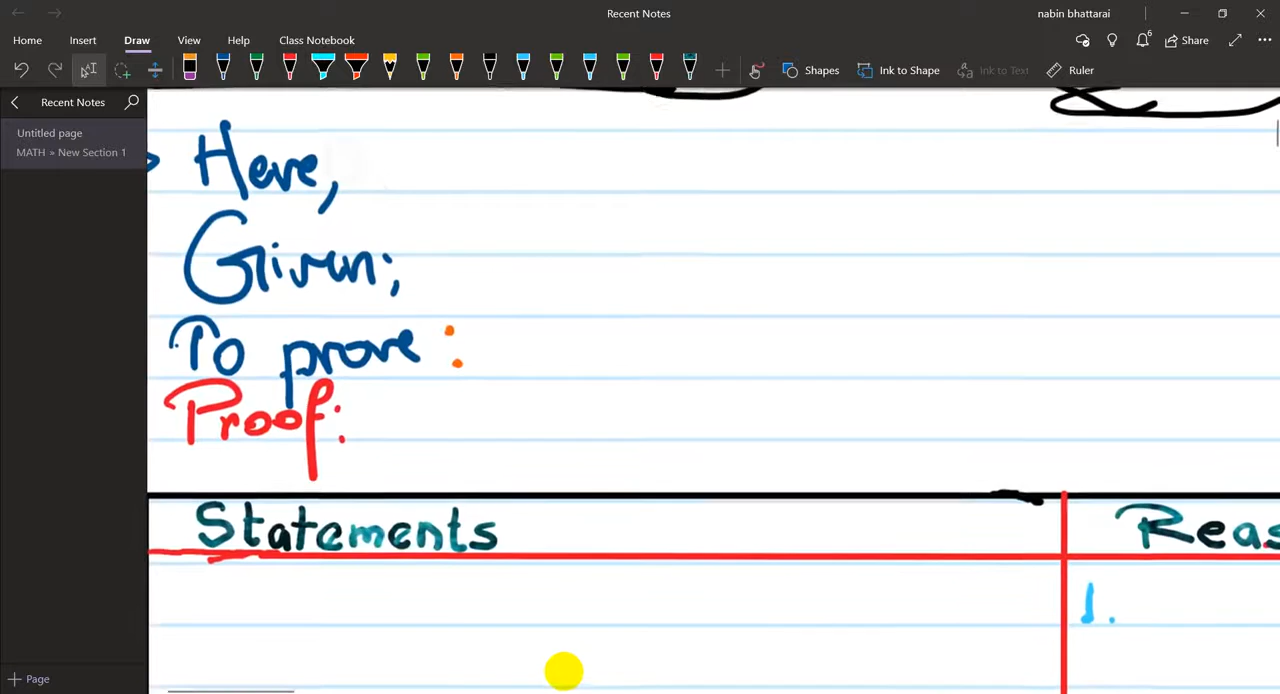 Recent Notes
nabin bhattarai
Home Insert Draw View Help Class Notebook
6
Share
Shapes Ink to Shape Ink to Text Ruler
Recent Notes
Untitled page
MATH » New Section 1
Here,
Given;
To prove :
Proof:
Statements Reas
1.
Page